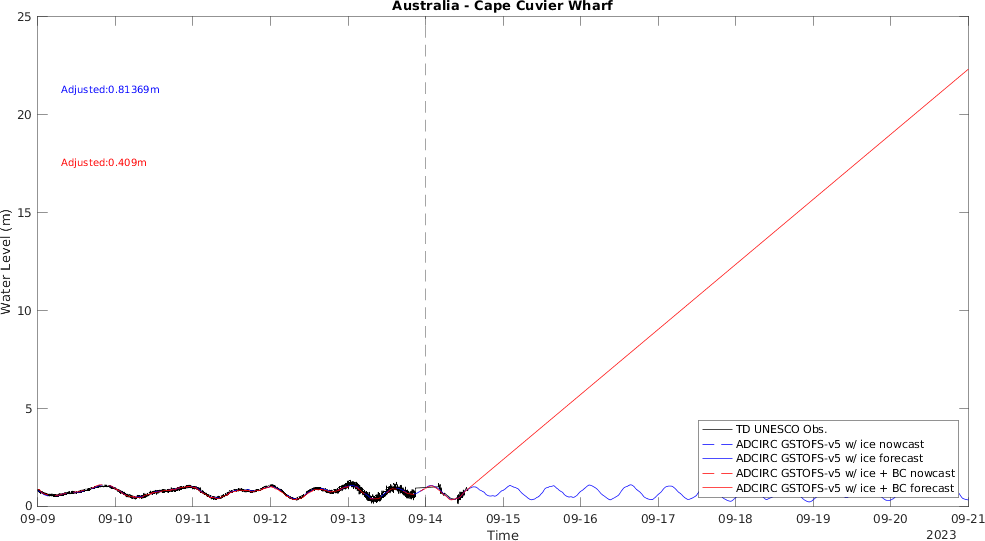 Australia - Cape Cuvier Wharf
25
20
15
10
5
0
Water Level (m)
Adjusted:0.81369m
Adjusted:0.409m
TD UNESCO Obs.
ADCIRC GSTOFS-v5 w/ ice nowcast
ADCIRC GSTOFS-v5 w/ ice forecast
ADCIRC GSTOFS-v5 w/ ice + BC nowcast
ADCIRC GSTOFS-v5 w/ ice + BC forecast
09-09 09-10 09-11 09-12 09-13 09-14 09-15 09-16 09-17 09-18 09-19 09-20 09-21
Time
2023